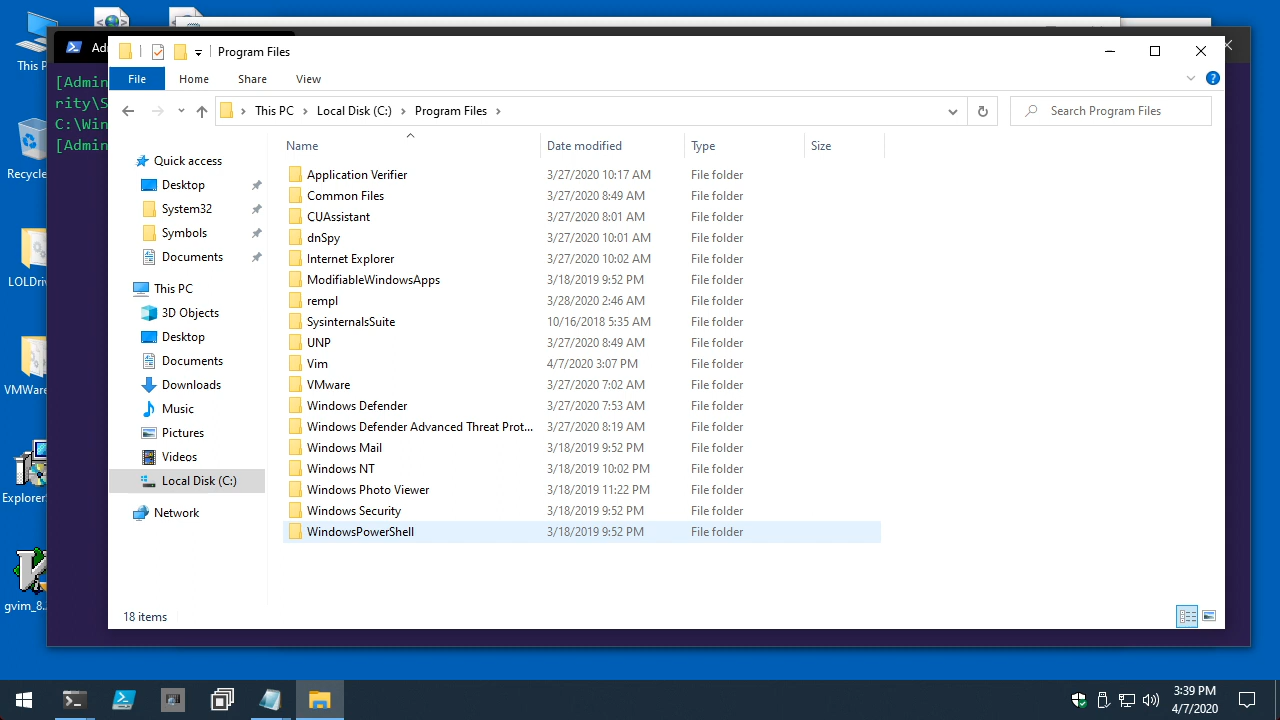 This P
Recycle
LOLDriv
VMWare
Explorer
gvim_8.
Ad
[Admin
rity\S
C:\Win
[Admin
Program Files
File Home Share View
This PC Local Disk (C:) Program Files
Search Program Files
Quick access
Desktop
System32
Symbols
Documents
This PC
3D Objects
Desktop
Documents
Downloads
Music
Pictures
Videos
Local Disk (C:)
Network
Name Date modified Type Size
Application Verifier 3/27/2020 10:17 AM File folder
Common Files 3/27/2020 8:49 AM File folder
CUAssistant 3/27/2020 8:01 AM File folder
dnSpy 3/27/2020 10:01 AM File folder
Internet Explorer 3/27/2020 10:02 AM File folder
ModifiableWindowsApps 3/18/2019 9:52 PM File folder
rempl 3/28/2020 2:46 AM File folder
SysinternalsSuite 10/16/2018 5:35 AM File folder
UNP 3/27/2020 8:49 AM File folder
Vim 4/7/2020 3:07 PM File folder
VMware 3/27/2020 7:02 AM File folder
Windows Defender 3/27/2020 7:53 AM File folder
Windows Defender Advanced Threat Prot... 3/27/2020 8:19 AM File folder
Windows Mail 3/18/2019 9:52 PM File folder
Windows NT 3/18/2019 10:02 PM File folder
Windows Photo Viewer 3/18/2019 11:22 PM File folder
Windows Security 3/18/2019 9:52 PM File folder
WindowsPowerShell 3/18/2019 9:52 PM File folder
18 items
3:39 PM
4/7/2020